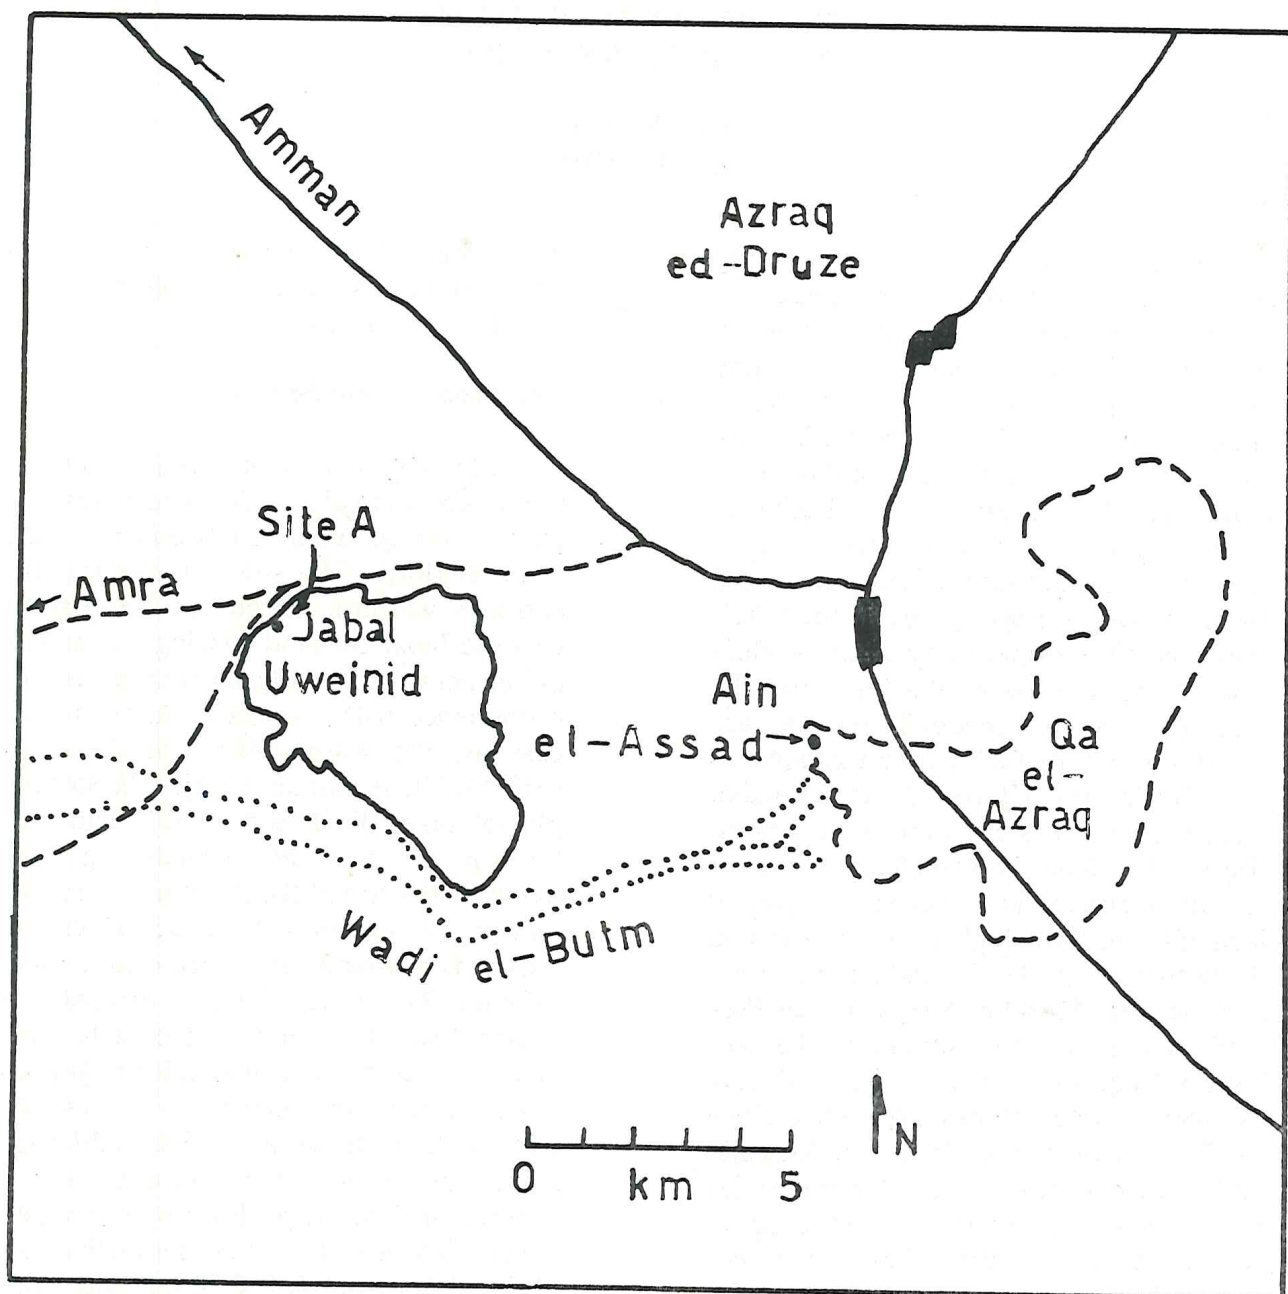 Amman
Azraq
ed-Druze
Site A
Amra
Jabal
Uweinid
Ain
el-Assad
Qa
el-
Azraq
Wadi el-Butm
N
0 km 5